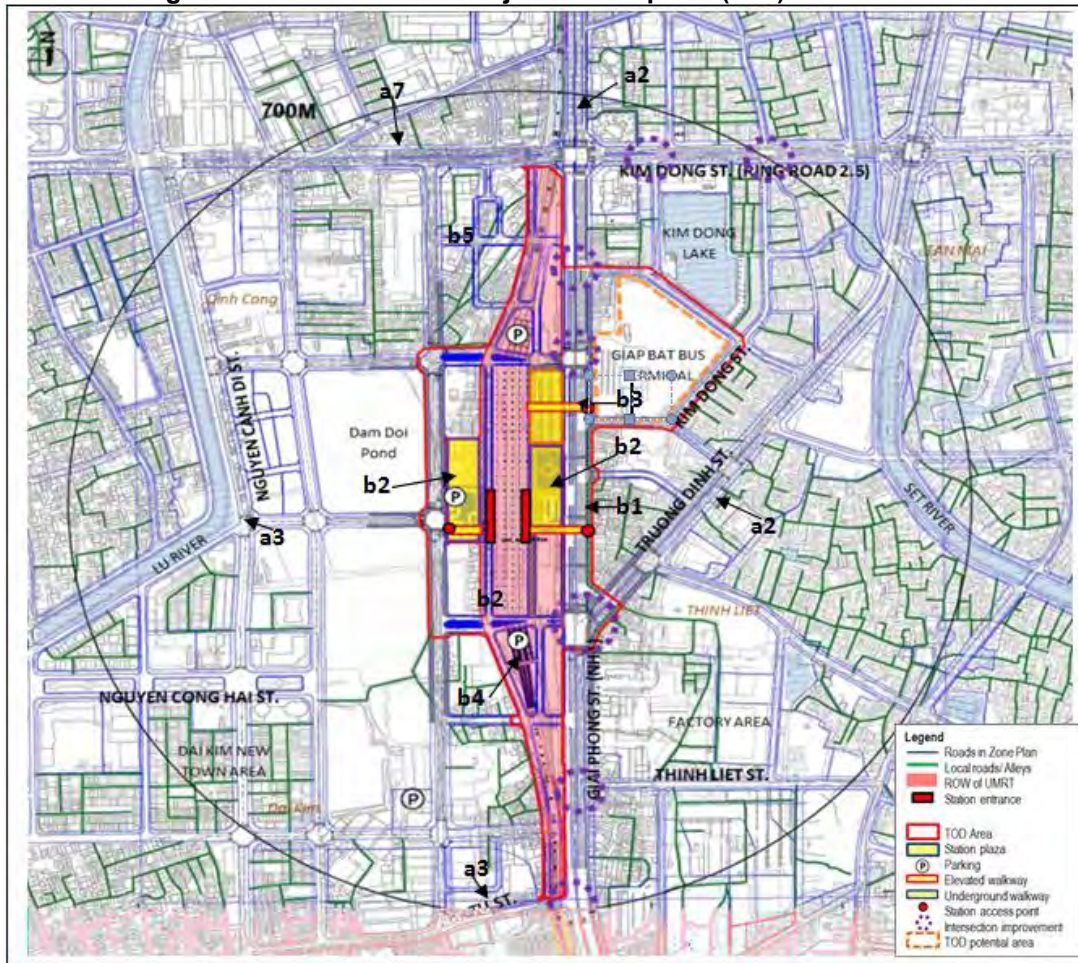 N
a2
a7
700M
KIM DONG ST. (RING ROAD 2.5)
b5
KIM DONG
LAKE
TAN MAI
Dinh Cong
P
GIAP BAT BUS
b3
KIM DONG ST.
NGUYEN CANH DI ST.
Dam Doi
Pond
b2
b2
P
b1
TRUONG DINH ST.
a2
SET RIVER
a3
LU RIVER
b2
THINH LIET
P
b4
NGUYEN CONG HAI ST.
GIAI PHONG ST. (NH
FACTORY AREA
DAI KIM NEW
TOWN AREA
THINH LIET ST.
Dai Kim
P
a3
ST.
Legend
Roads in Zone Plan
Local roads/ Alleys
ROW of UMRT
Station entrance
TOD Area
Station plaza
P Parking
Elevated walkway
Underground walkway
Station access point
Intersection improvement
TOD potential area